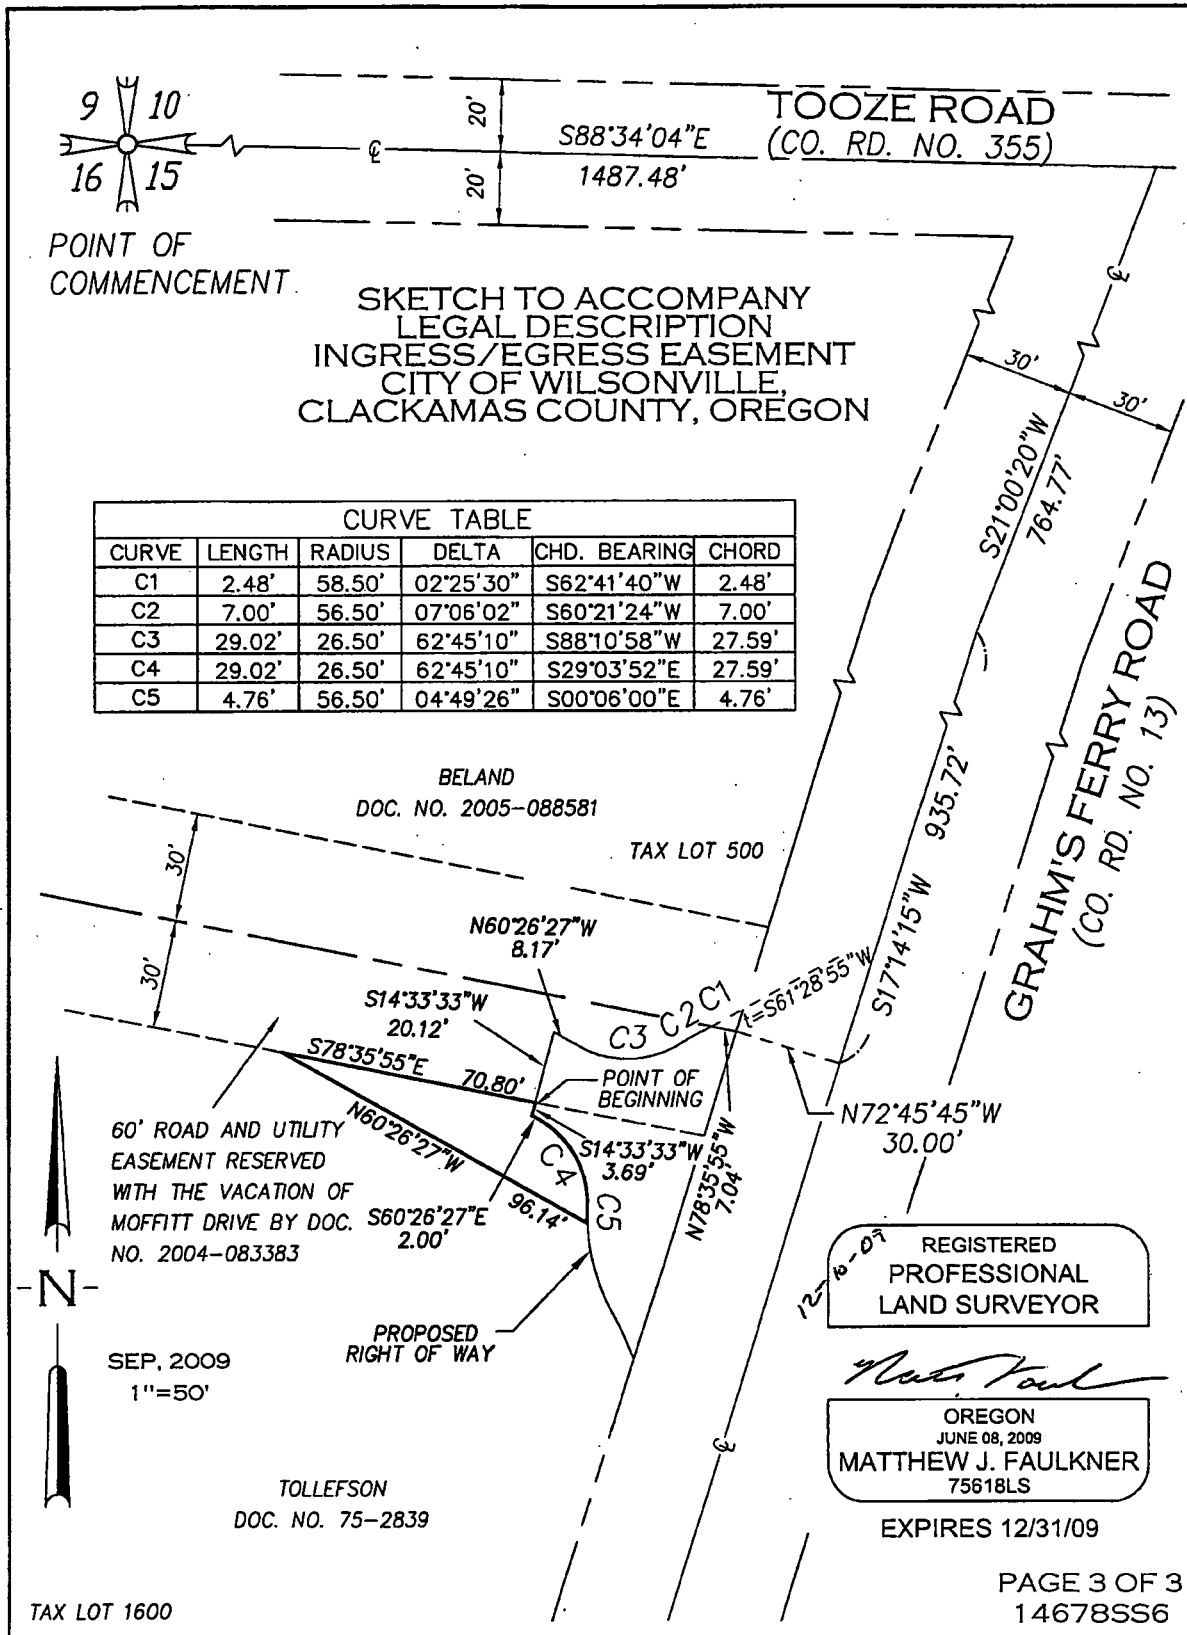 9 10
16 15
POINT OF
COMMENCEMENT
20'
20'
S88°34'04"E
1487.48'
TOOZE ROAD
(CO. RD. NO. 355)
SKETCH TO ACCOMPANY
LEGAL DESCRIPTION
INGRESS/EGRESS EASEMENT
CITY OF WILSONVILLE,
CLACKAMAS COUNTY, OREGON
30'
30'
S21°00'20"W
764.77'
CURVE TABLE
CURVE LENGTH RADIUS DELTA CHD. BEARING CHORD
C1 2.48' 58.50' 02°25'30" S62°41'40"W 2.48'
C2 7.00' 56.50' 07°06'02" S60°21'24"W 7.00'
C3 29.02' 26.50' 62°45'10" S88°10'58"W 27.59'
C4 29.02' 26.50' 62°45'10" S29°03'52"E 27.59'
C5 4.76' 56.50' 04°49'26" S00°06'00"E 4.76'
GRAHM'S FERRY ROAD
(CO. RD. NO. 13)
BELAND
DOC. NO. 2005-088581
TAX LOT 500
S17°14'15"W 935.72'
30'
30'
N60°26'27"W
8.17'
S14°33'33"W
20.12'
C3 C2 C1
t=S61°28'55"W
S78°35'55"E 70.80'
POINT OF
BEGINNING
N72°45'45"W
30.00'
N60°26'27"W 96.14'
S14°33'33"W
3.69'
N78°35'55"W
7.04'
C4
C5
60' ROAD AND UTILITY
EASEMENT RESERVED
WITH THE VACATION OF
MOFFITT DRIVE BY DOC.
NO. 2004-083383
S60°26'27"E
2.00'
-N-
PROPOSED
RIGHT OF WAY
SEP, 2009
1"=50'
12-10-09
REGISTERED
PROFESSIONAL
LAND SURVEYOR
OREGON
JUNE 08, 2009
MATTHEW J. FAULKNER
75618LS
EXPIRES 12/31/09
TOLLEFSON
DOC. NO. 75-2839
TAX LOT 1600
PAGE 3 OF 3
14678SS6